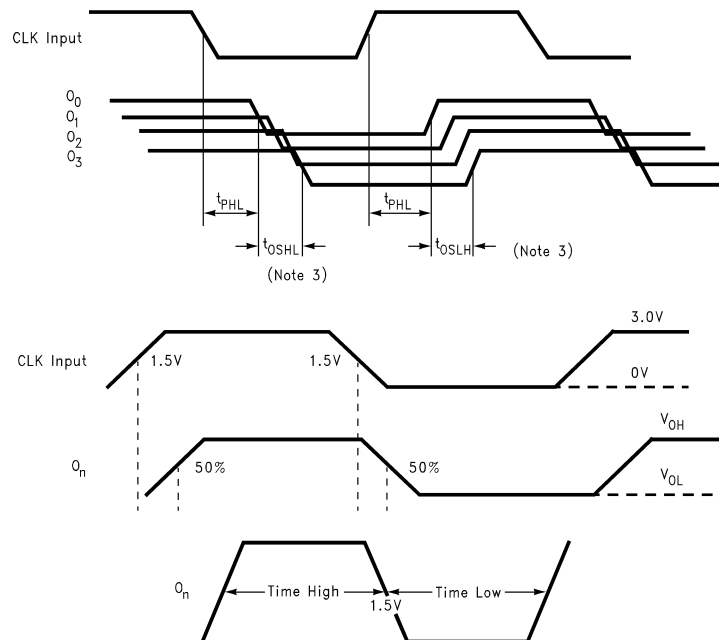 CLK Input
O0
O1
O2
O3
tPHL tPHL
tOSHL tOSLH (Note 3)
(Note 3)
3.0V
CLK Input 1.5V 1.5V
0V
VOH
On 50% 50%
VOL
On Time High Time Low
1.5V